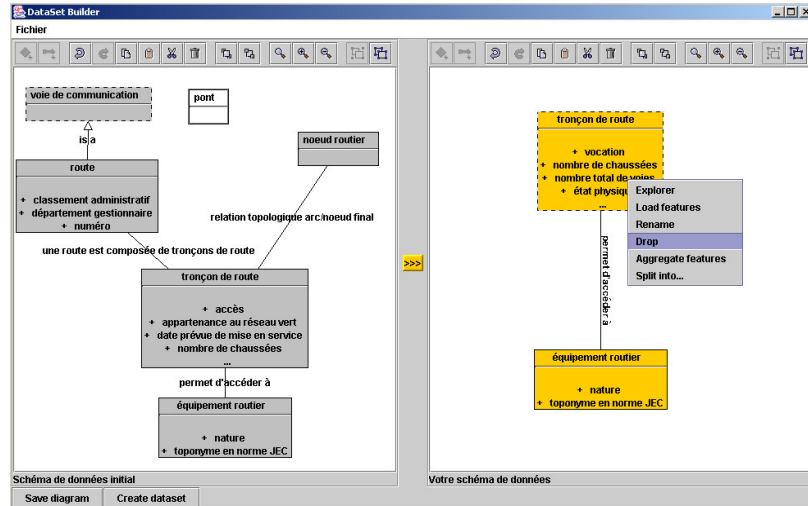 DataSet Builder
Fichier
voie de communication
pont
is a
noeud routier
route
+ classement administratif
+ département gestionnaire
+ numéro
relation topologique arc/noeud final
une route est composée de tronçons de route
tronçon de route
+ accès
+ appartenance au réseau vert
+ date prévue de mise en service
+ nombre de chaussées
...
permet d'accéder à
équipement routier
+ nature
+ toponyme en norme JEC
Schéma de données initial
>>>
tronçon de route
+ vocation
+ nombre de chaussées
+ nombre total de voies
+ état physiqu
...
Explorer
Load features
Rename
Drop
Aggregate features
Split into...
permet d'accéder à
équipement routier
+ nature
+ toponyme en norme JEC
Votre schéma de données
Save diagram
Create dataset